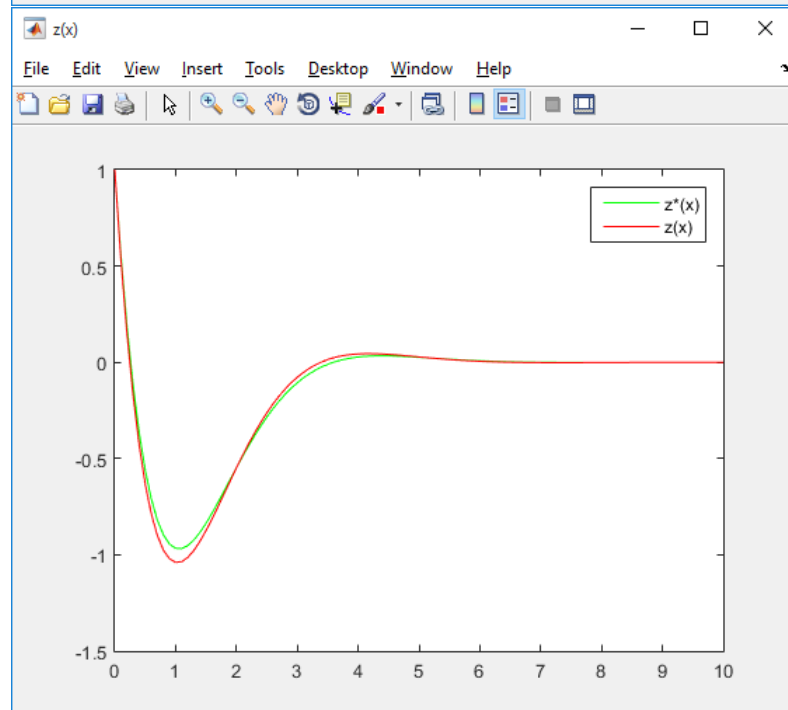 z(x)
File Edit View Insert Tools Desktop Window Help
1
0.5
0
-0.5
-1
-1.5
0 1 2 3 4 5 6 7 8 9 10
z*(x)
z(x)